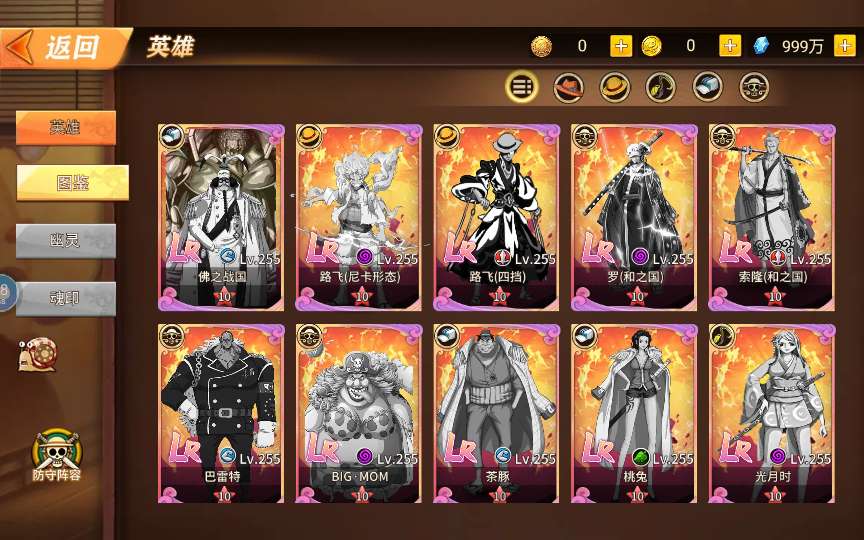 返回
英雄
0
0
999万
英雄
图鉴
幽灵
魂印
防守阵容
LR Lv.255
佛之战国
10
LR Lv.255
路飞(尼卡形态)
10
LR Lv.255
路飞(四挡)
10
LR Lv.255
罗(和之国)
10
LR Lv.255
索隆(和之国)
10
LR Lv.255
巴雷特
10
LR Lv.255
BIG·MOM
10
LR Lv.255
茶豚
10
LR Lv.255
桃兔
10
LR Lv.255
光月时
10